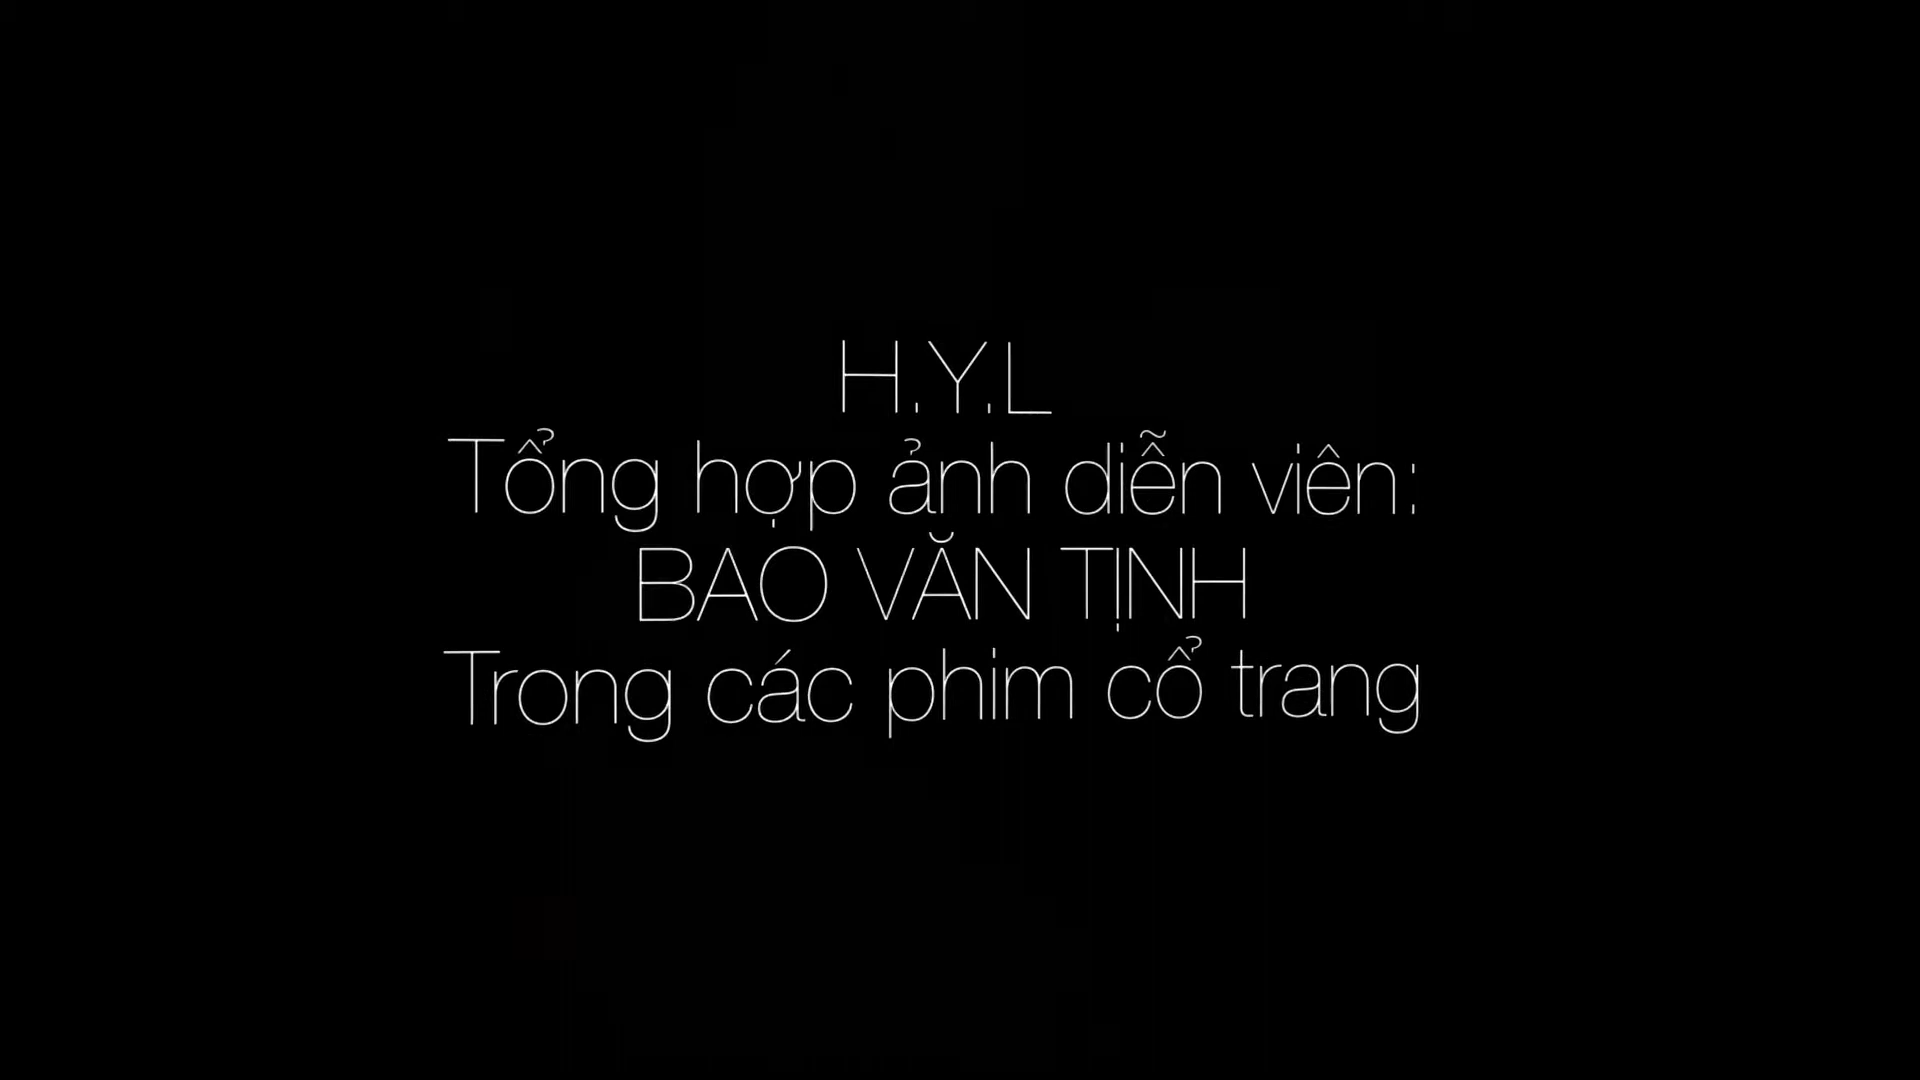 H.Y.L
Tổng hợp ảnh diễn viên:
BAO VĂN TỊNH
Trong các phim cổ trang